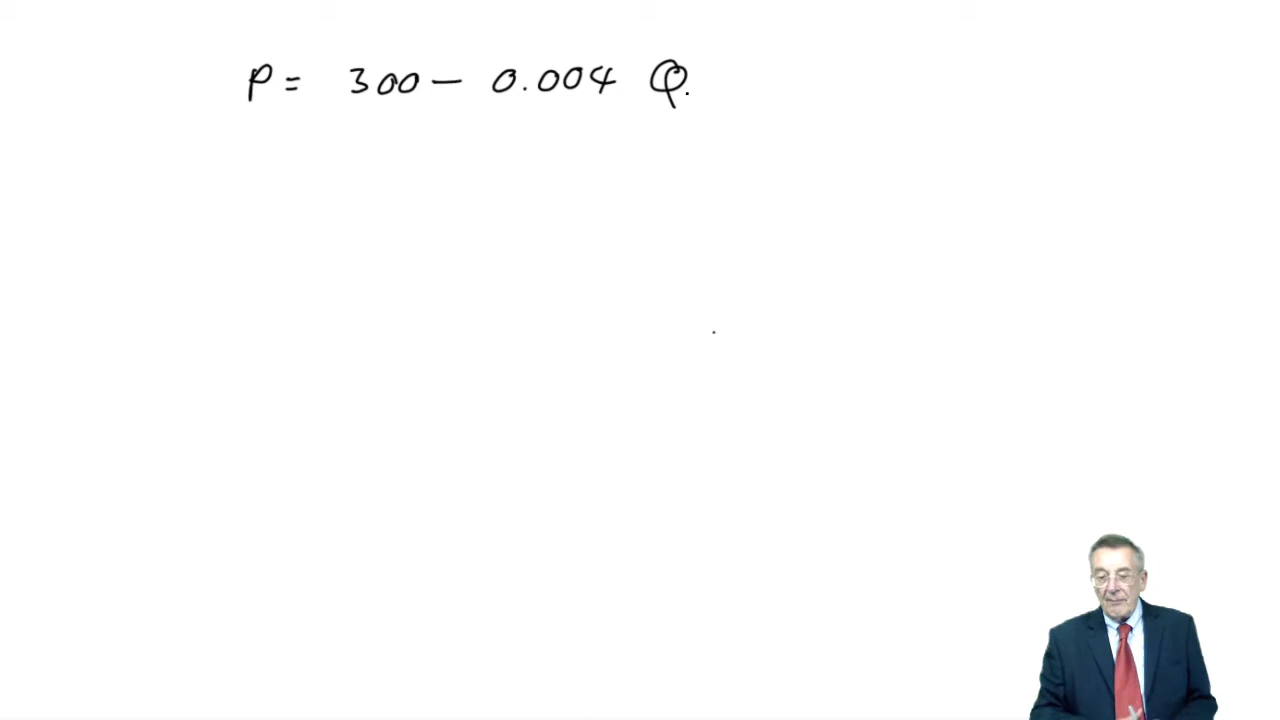 P = 300 – 0.004 Q.